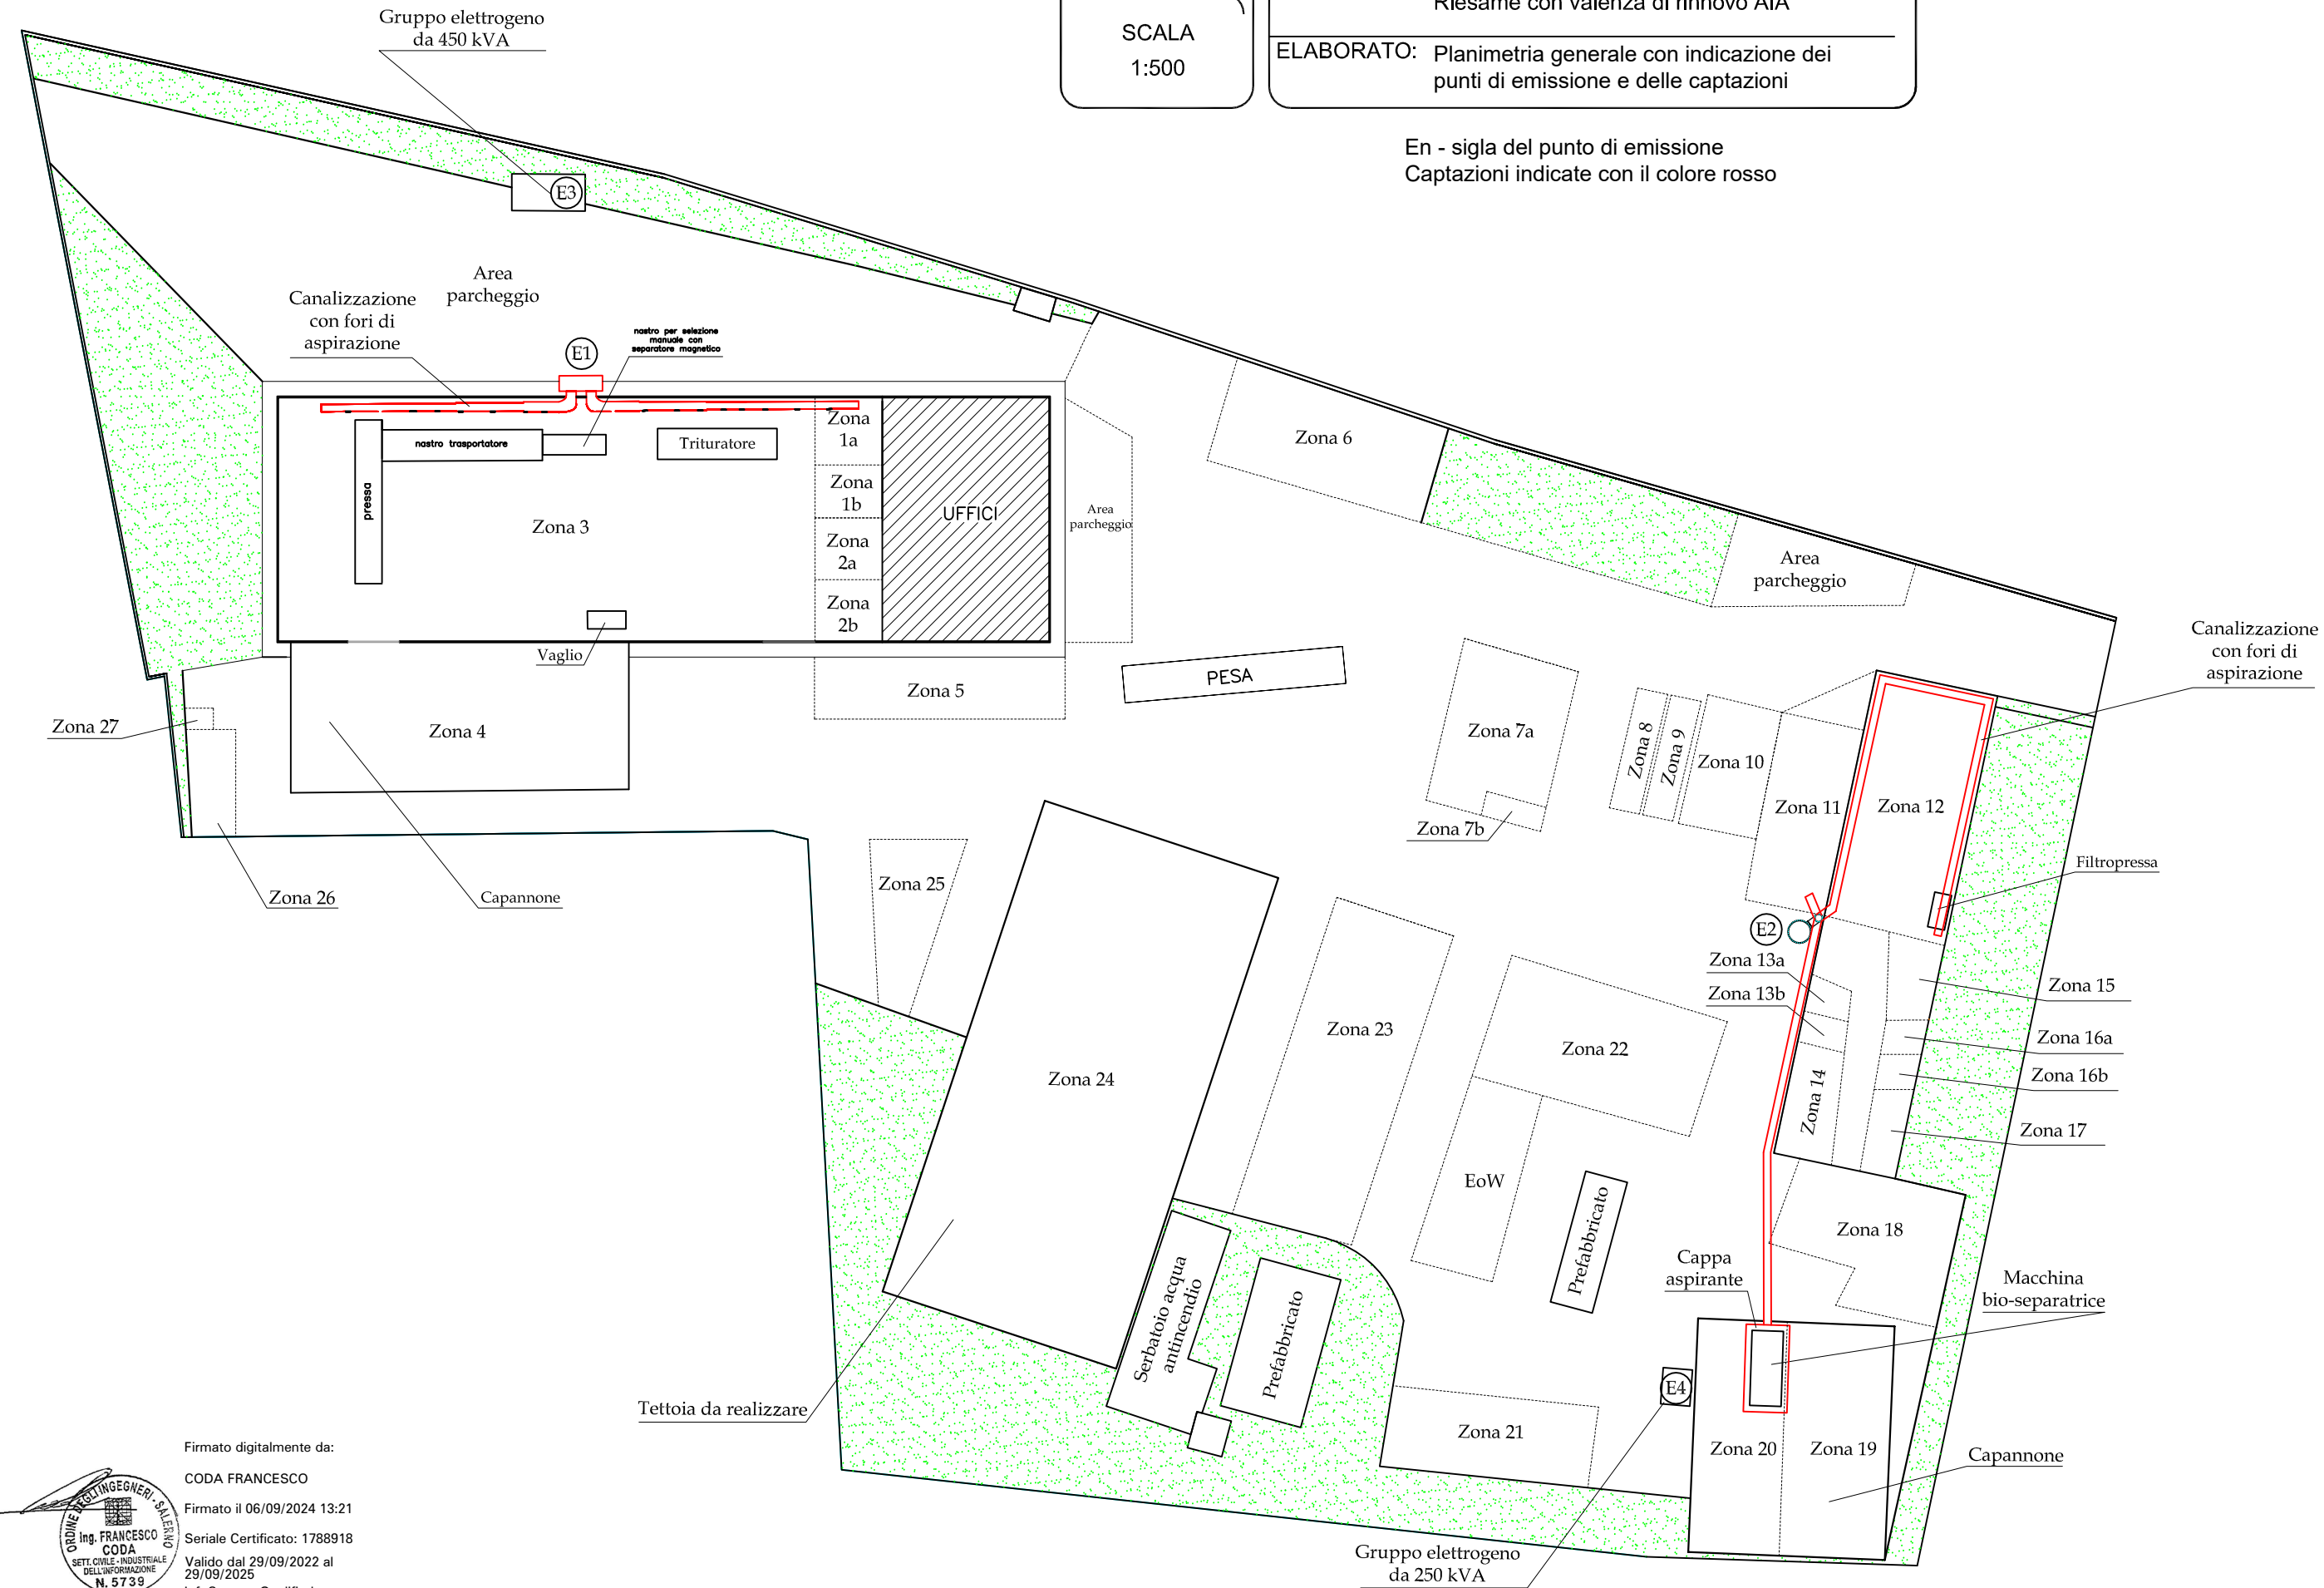 Riesame con valenza di rinnovo AIA
SCALA
1:500
ELABORATO: Planimetria generale con indicazione dei
punti di emissione e delle captazioni
En - sigla del punto di emissione
Captazioni indicate con il colore rosso
Gruppo elettrogeno
da 450 kVA
E3
Area
parcheggio
Canalizzazione
con fori di
aspirazione
E1
nastro per selezione
manuale con
separatore magnetico
nastro trasportatore
Trituratore
pressa
Zona 3
Zona
1a
Zona
1b
Zona
2a
Zona
2b
UFFICI
Area
parcheggio
Vaglio
Zona 4
Zona 5
Zona 27
Zona 26
Capannone
PESA
Zona 6
Area
parcheggio
Canalizzazione
con fori di
aspirazione
Zona 7a
Zona 7b
Zona 8
Zona 9
Zona 10
Zona 11
Zona 12
Filtropressa
E2
Zona 13a
Zona 13b
Zona 14
Zona 15
Zona 16a
Zona 16b
Zona 17
Zona 18
Zona 25
Zona 24
Zona 23
Zona 22
EoW
Prefabbricato
Cappa
aspirante
Macchina
bio-separatrice
Serbatoio acqua
antincendio
Prefabbricato
E4
Tettoia da realizzare
Zona 21
Zona 20
Zona 19
Capannone
Gruppo elettrogeno
da 250 kVA
Firmato digitalmente da:
CODA FRANCESCO
Firmato il 06/09/2024 13:21
Seriale Certificato: 1788918
Valido dal 29/09/2022 al
29/09/2025
ORDINE DEGLI INGEGNERI - SALERNO
Ing. FRANCESCO
CODA
SETT. CIVILE - INDUSTRIALE
DELL'INFORMAZIONE
N. 5739